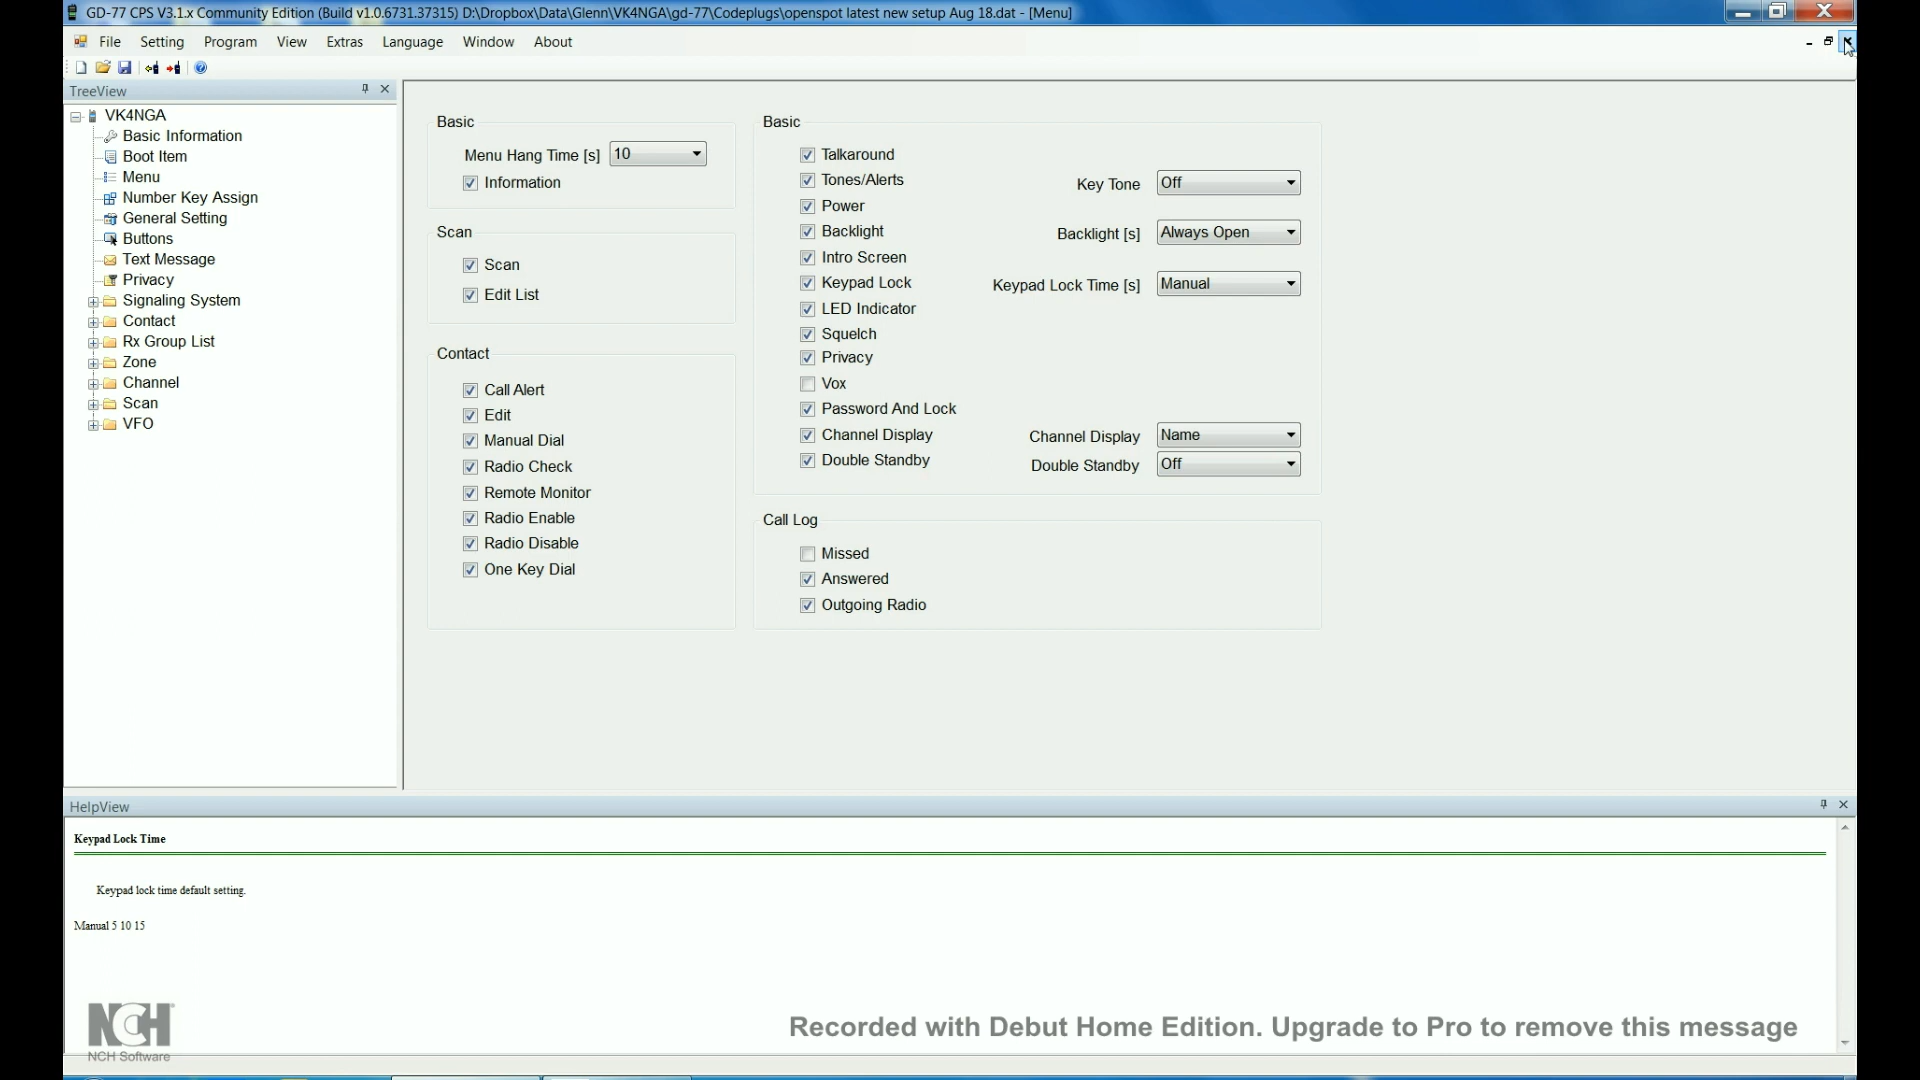 GD-77 CPS V3.1.x Community Edition (Build v1.0.6731.37315) D:\Dropbox\Data\Glenn\VK4NGA\gd-77\Codeplugs\openspot latest new setup Aug 18.dat - [Menu]
File Setting Program View Extras Language Window About
TreeView
VK4NGA
Basic Information
Boot Item
Menu
Number Key Assign
General Setting
Buttons
Text Message
Privacy
Signaling System
Contact
Rx Group List
Zone
Channel
Scan
VFO
Basic
Menu Hang Time [s] 10
Information
Scan
Scan
Edit List
Contact
Call Alert
Edit
Manual Dial
Radio Check
Remote Monitor
Radio Enable
Radio Disable
One Key Dial
Basic
Talkaround
Tones/Alerts
Key Tone Off
Power
Backlight
Backlight [s] Always Open
Intro Screen
Keypad Lock
Keypad Lock Time [s] Manual
LED Indicator
Squelch
Privacy
Vox
Password And Lock
Channel Display
Channel Display Name
Double Standby
Double Standby Off
Call Log
Missed
Answered
Outgoing Radio
HelpView
Keypad Lock Time
Keypad lock time default setting.
Manual 5 10 15
NCH
NCH Software
Recorded with Debut Home Edition. Upgrade to Pro to remove this message